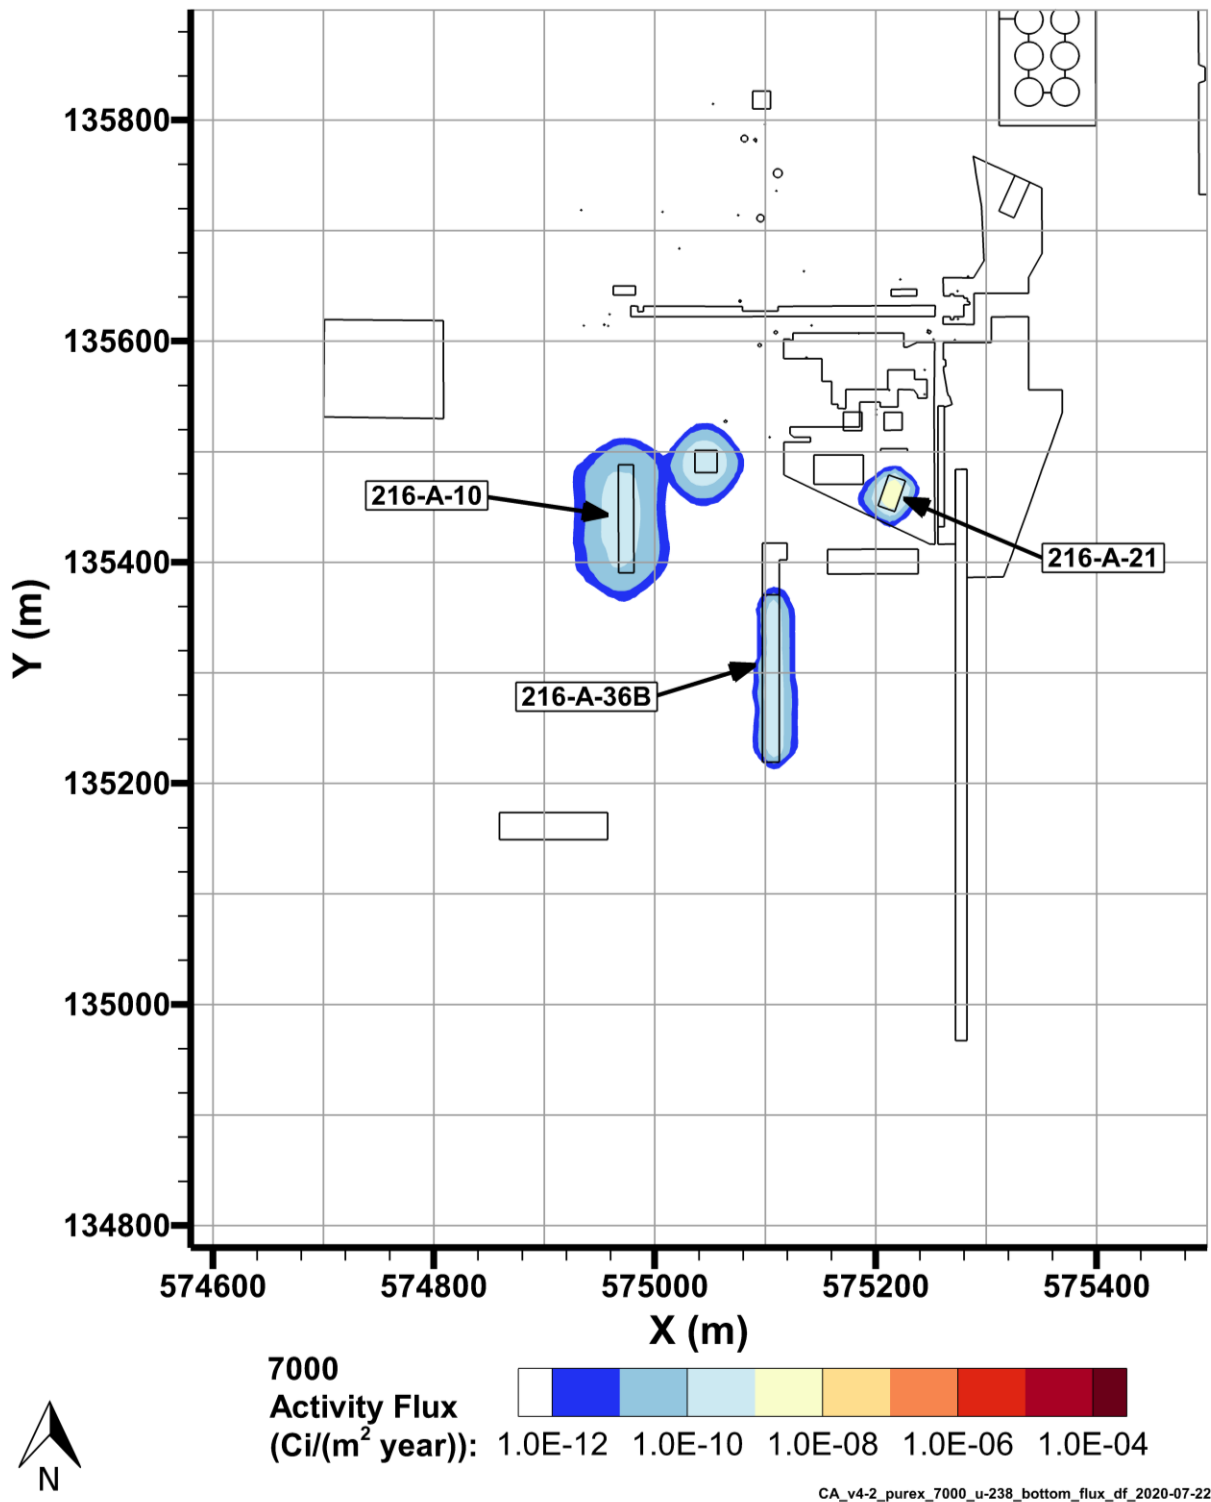 135800
135600
135400
135200
135000
134800
Y (m)
216-A-10
216-A-21
216-A-36B
574600 574800 575000 575200 575400
X (m)
7000
Activity Flux
(Ci/(m² year)):
1.0E-12 1.0E-10 1.0E-08 1.0E-06 1.0E-04
N
CA_v4-2_purex_7000_u-238_bottom_flux_df_2020-07-22